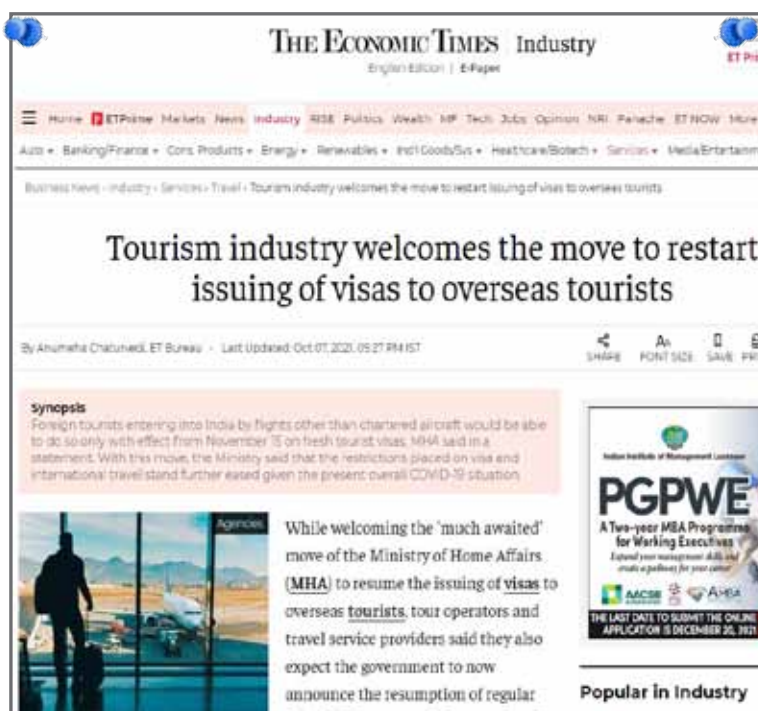 THE ECONOMIC TIMES Industry
English Edition | E-Paper
ET Pri
Home ETPrime Markets News Industry RISE Politics Wealth MF Tech Jobs Opinion NRI Panache ET NOW More
Auto Banking/Finance Cons. Products Energy Renewables Ind'l Goods/Svs Healthcare/Biotech Services Media/Entertainm
Business News › Industry › Services › Travel › Tourism industry welcomes the move to restart issuing of visas to overseas tourists
Tourism industry welcomes the move to restart
issuing of visas to overseas tourists
By Anumeha Chaturvedi, ET Bureau • Last Updated: Oct 07, 2021, 05:27 PM IST
SHARE FONT SIZE SAVE PRI
Synopsis
Foreign tourists entering into India by flights other than chartered aircraft would be able
to do so only with effect from November 15 on fresh tourist visas, MHA said in a
statement. With this move, the Ministry said that the restrictions placed on visa and
international travel stand further eased given the present overall COVID-19 situation.
Agencies
While welcoming the 'much awaited'
move of the Ministry of Home Affairs
(MHA) to resume the issuing of visas to
overseas tourists, tour operators and
travel service providers said they also
expect the government to now
announce the resumption of regular
Indian Institute of Management Lucknow
PGPWE
A Two-year MBA Programme
for Working Executives
Expand your management skills and
create a pathway for your career
AACSB AMBA
THE LAST DATE TO SUBMIT THE ONLINE
APPLICATION IS DECEMBER 20, 2021
Popular in Industry